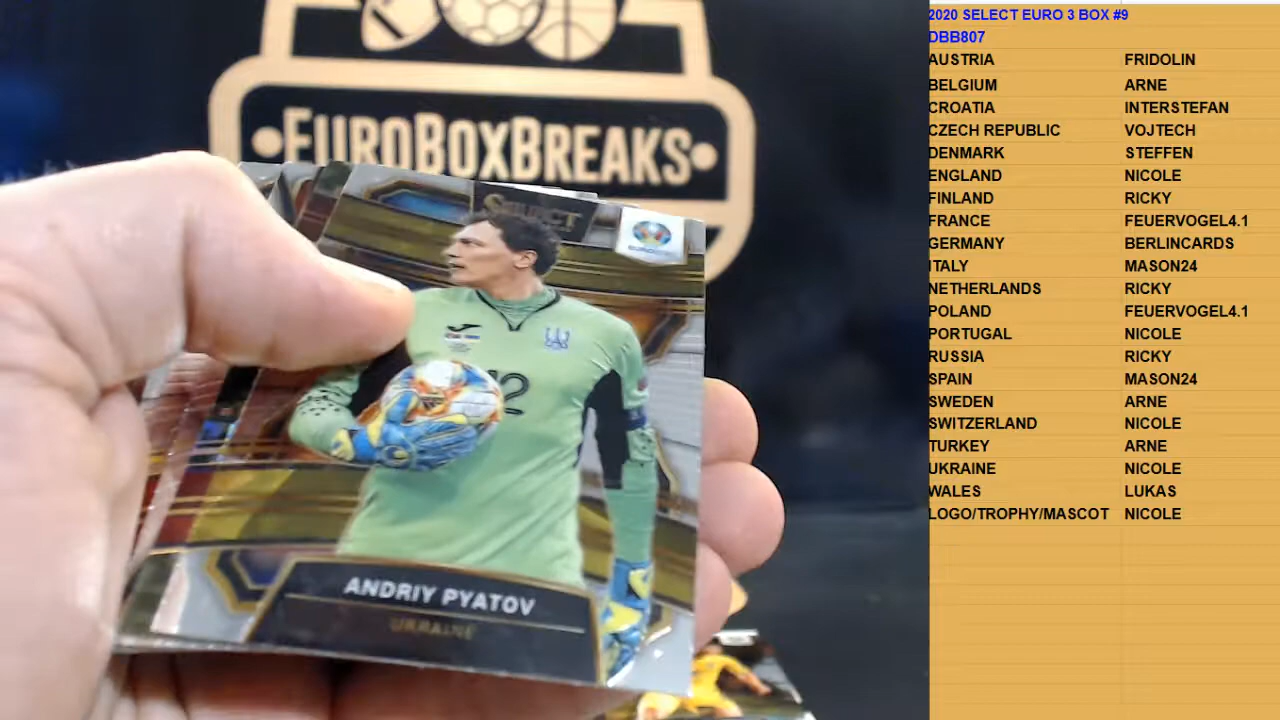 •EUROBOXBREAKS•
SELECT
12
ANDRIY PYATOV
UKRAINE
2020 SELECT EURO 3 BOX #9
DBB807
AUSTRIA FRIDOLIN
BELGIUM ARNE
CROATIA INTERSTEFAN
CZECH REPUBLIC VOJTECH
DENMARK STEFFEN
ENGLAND NICOLE
FINLAND RICKY
FRANCE FEUERVOGEL4.1
GERMANY BERLINCARDS
ITALY MASON24
NETHERLANDS RICKY
POLAND FEUERVOGEL4.1
PORTUGAL NICOLE
RUSSIA RICKY
SPAIN MASON24
SWEDEN ARNE
SWITZERLAND NICOLE
TURKEY ARNE
UKRAINE NICOLE
WALES LUKAS
LOGO/TROPHY/MASCOT NICOLE